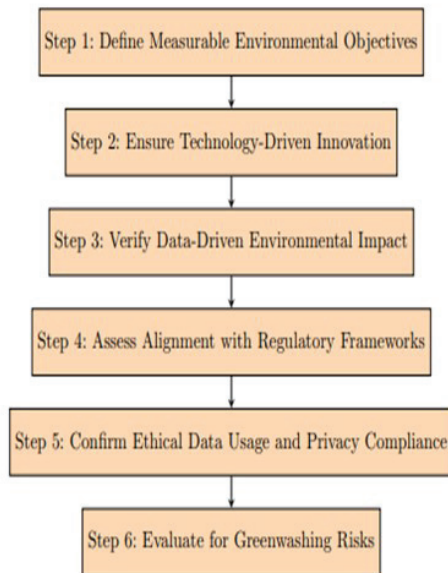 Step 1: Define Measurable Environmental Objectives
Step 2: Ensure Technology-Driven Innovation
Step 3: Verify Data-Driven Environmental Impact
Step 4: Assess Alignment with Regulatory Frameworks
Step 5: Confirm Ethical Data Usage and Privacy Compliance
Step 6: Evaluate for Greenwashing Risks